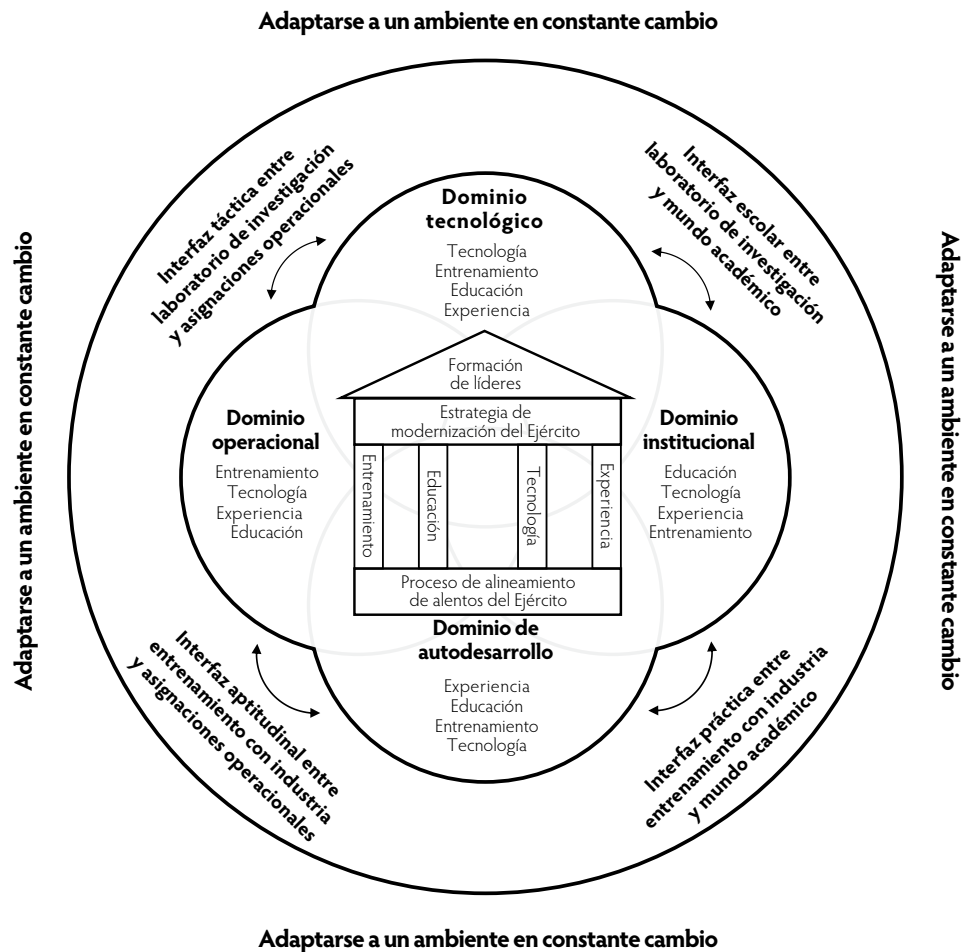 Adaptarse a un ambiente en constante cambio
Interfaz táctica entre
laboratorio de investigación
y asignaciones operacionales
Interfaz escolar entre
laboratorio de investigación
y mundo académico
Dominio
tecnológico
Tecnología
Entrenamiento
Educación
Experiencia
Adaptarse a un ambiente en constante cambio
Adaptarse a un ambiente en constante cambio
Formación
de líderes
Estrategia de
modernización del Ejército
Dominio
operacional
Entrenamiento
Tecnología
Experiencia
Educación
Entrenamiento
Educación
Tecnología
Experiencia
Dominio
institucional
Educación
Tecnología
Experiencia
Entrenamiento
Proceso de alineamiento
de alentos del Ejército
Dominio de
autodesarrollo
Experiencia
Educación
Entrenamiento
Tecnología
Interfaz aptitudinal entre
entrenamiento con industria
y asignaciones operacionales
Interfaz práctica entre
entrenamiento con industria
y mundo académico
Adaptarse a un ambiente en constante cambio